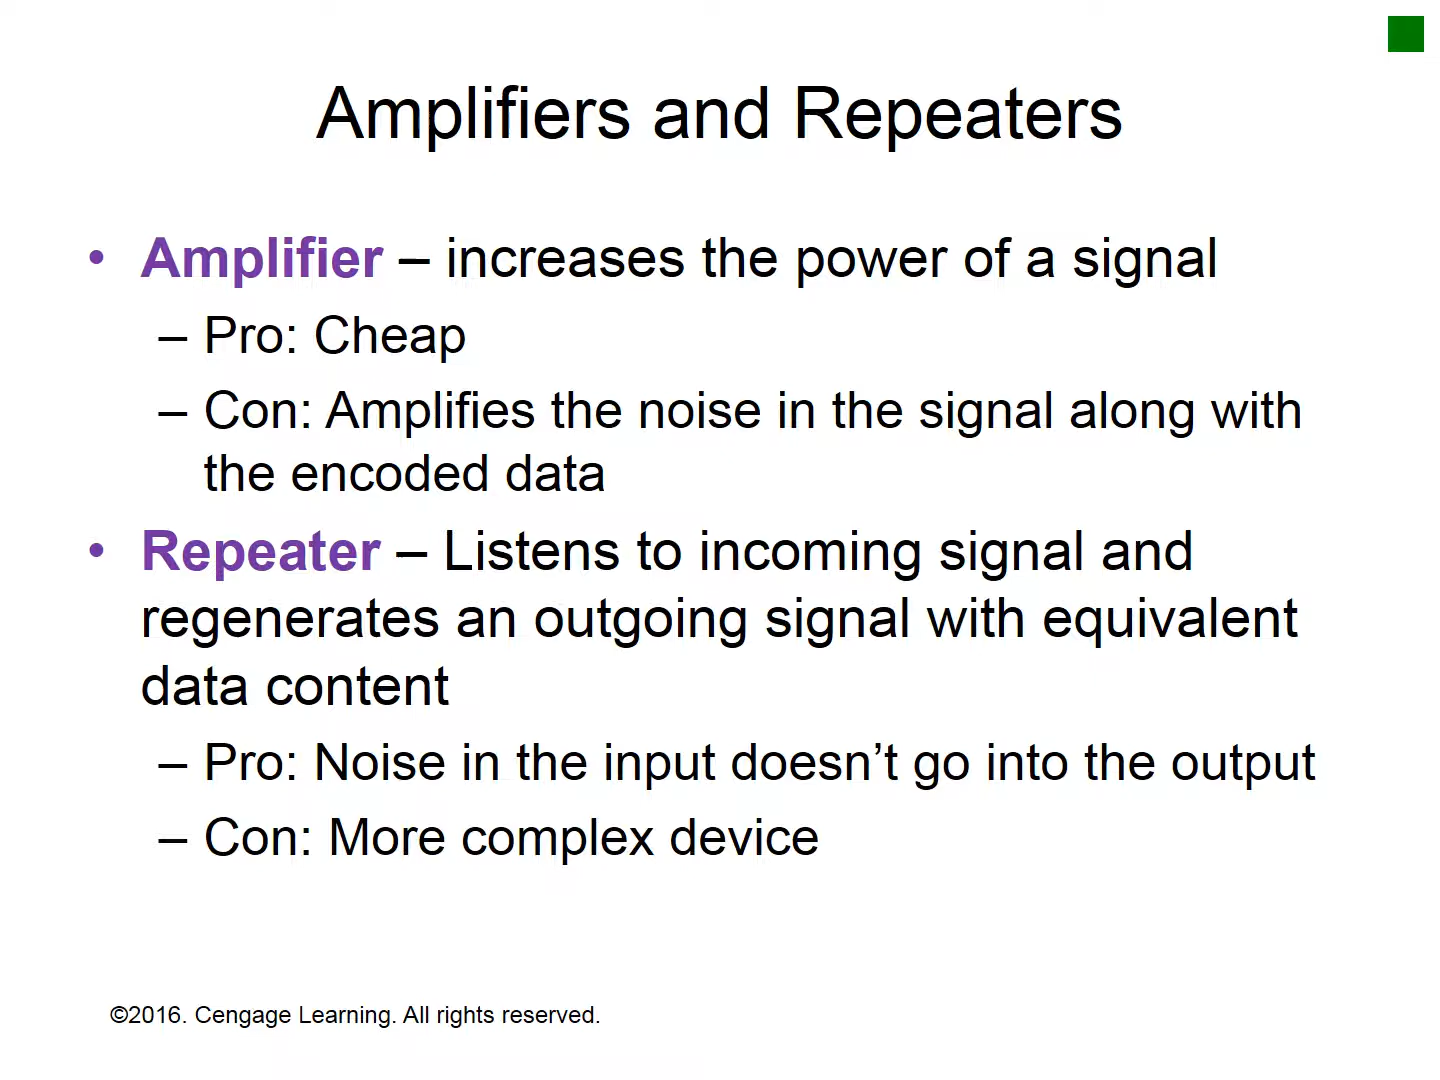 Amplifiers and Repeaters
• Amplifier – increases the power of a signal
– Pro: Cheap
– Con: Amplifies the noise in the signal along with
the encoded data
• Repeater – Listens to incoming signal and
regenerates an outgoing signal with equivalent
data content
– Pro: Noise in the input doesn’t go into the output
– Con: More complex device
©2016. Cengage Learning. All rights reserved.